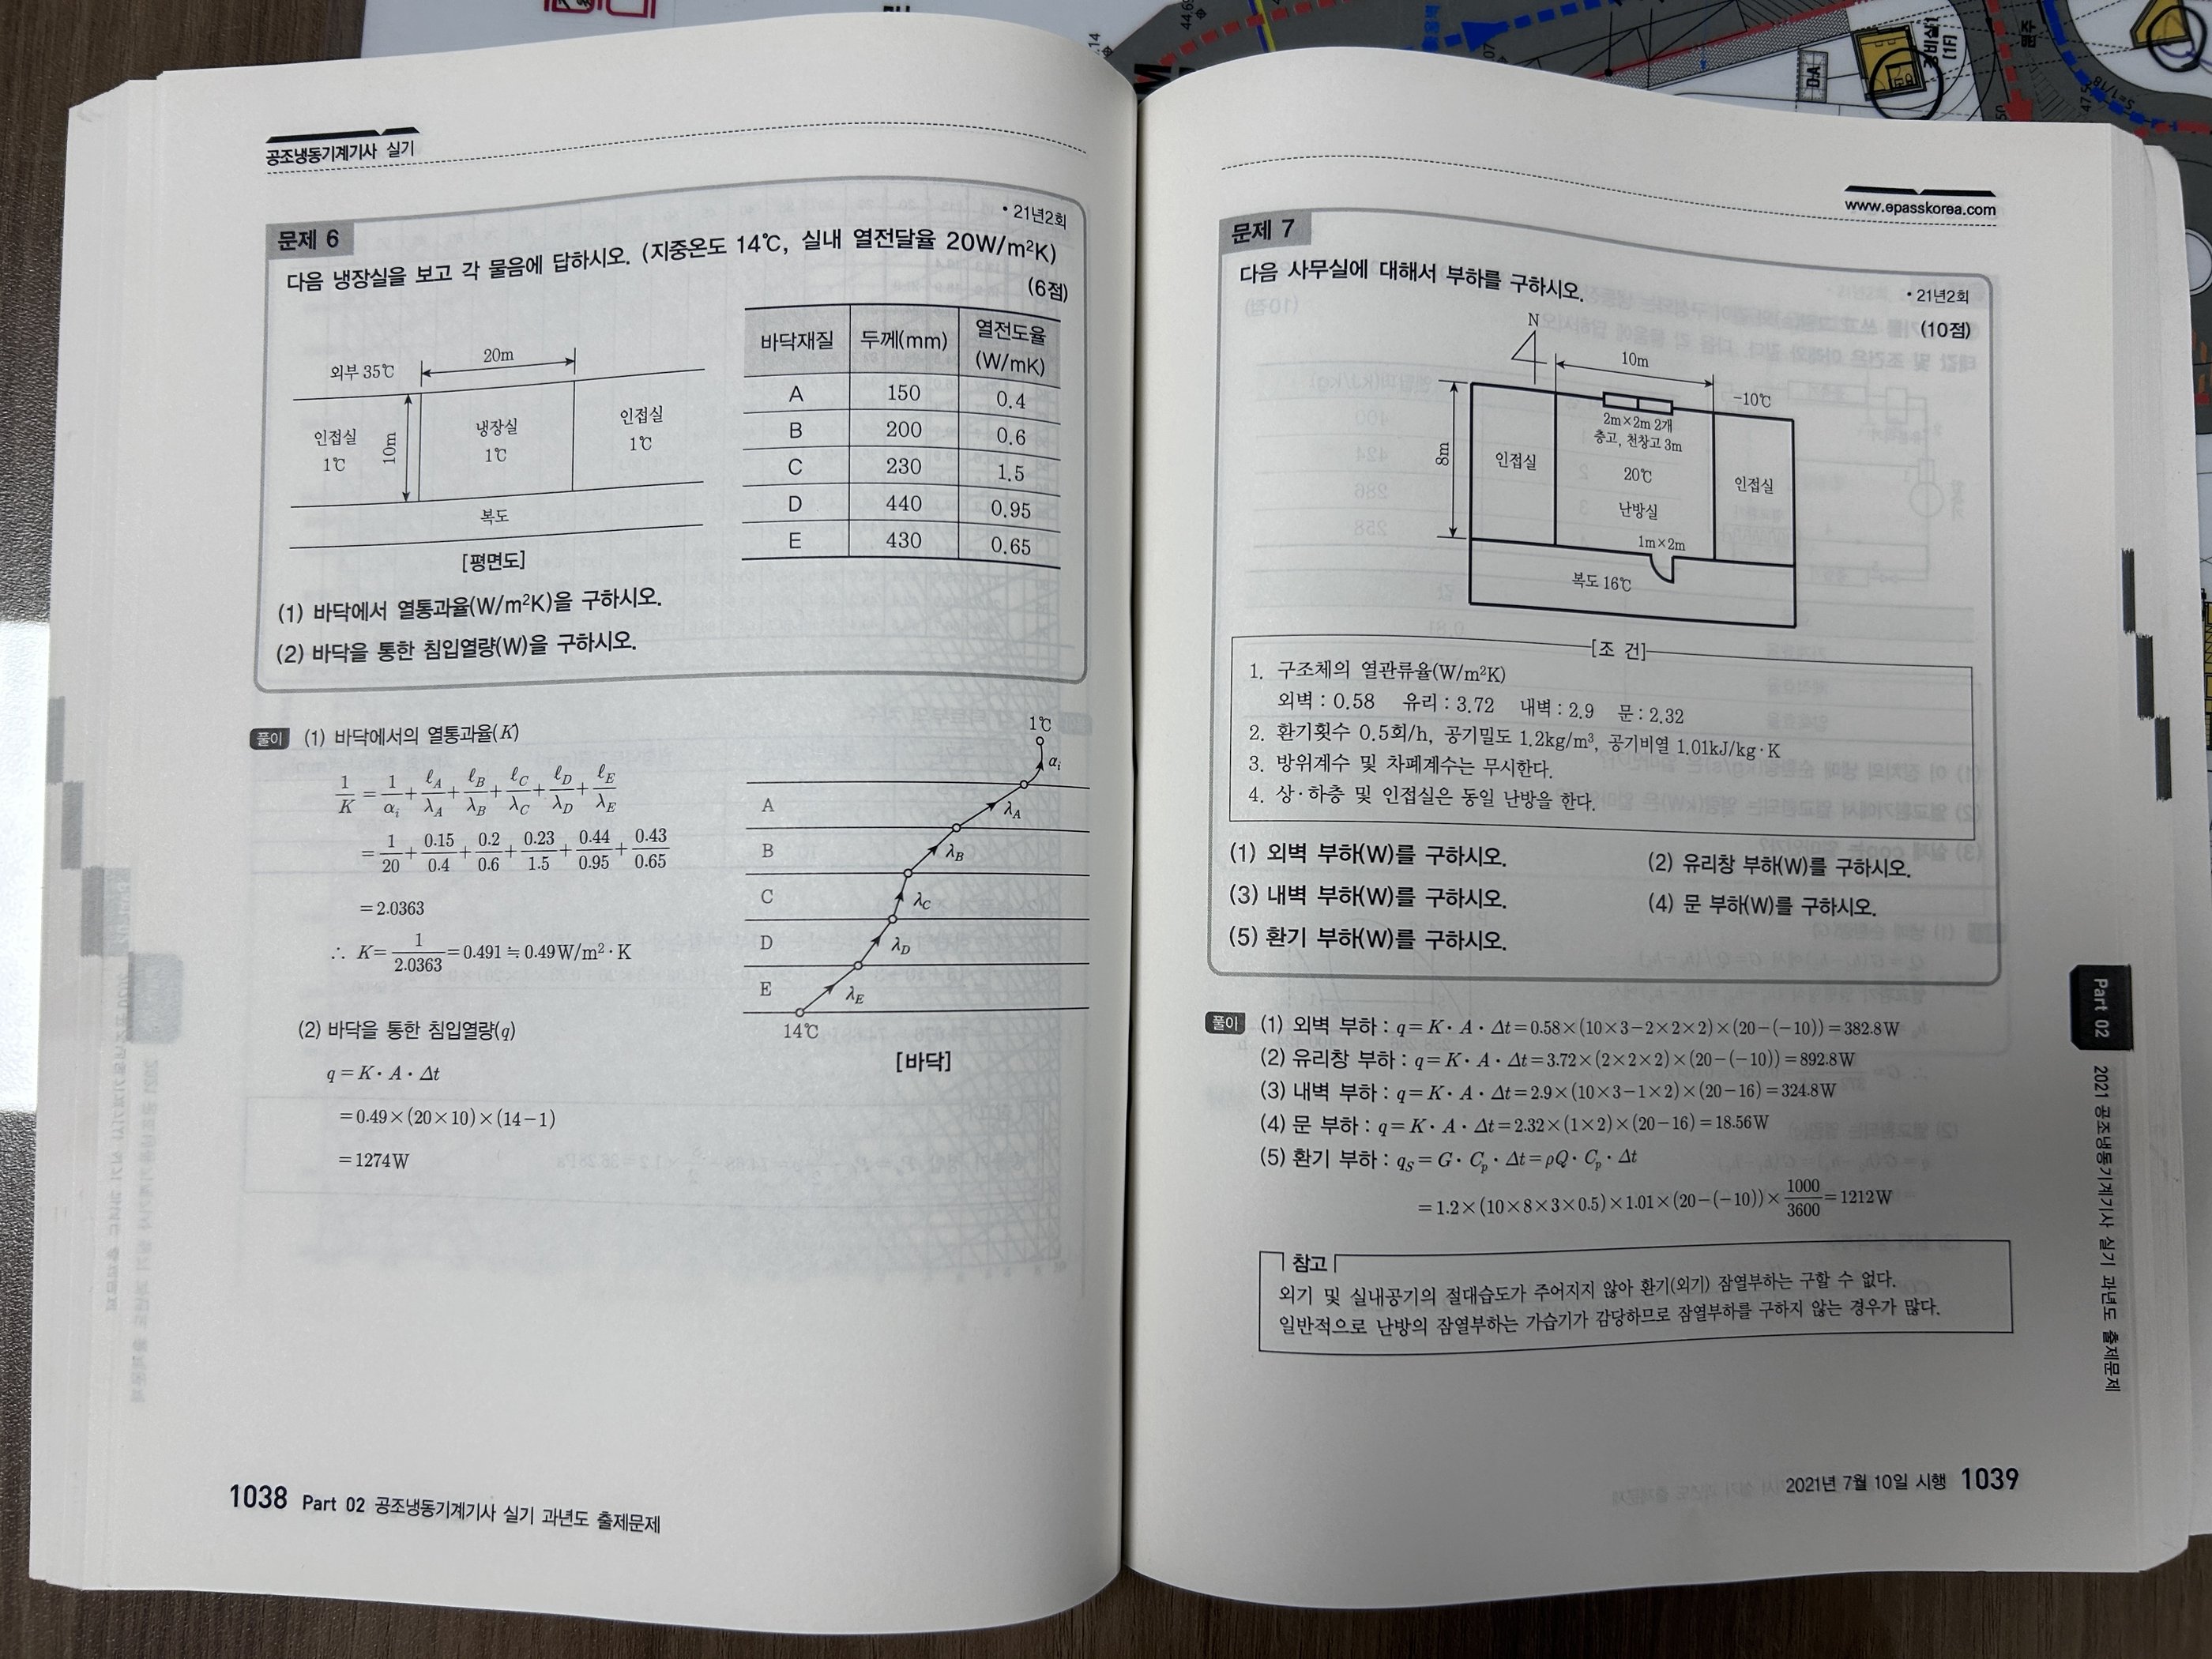 공조냉동기계기사 실기
문제 6
• 21년2회
다음 냉장실을 보고 각 물음에 답하시오. (지중온도 14℃, 실내 열전달율 20W/m²K)
(6점)
외부 35℃
20m
인접실
1℃
10m
냉장실
1℃
인접실
1℃
복도
[평면도]
바닥재질 두께(mm) 열전도율(W/mK)
A 150 0.4
B 200 0.6
C 230 1.5
D 440 0.95
E 430 0.65
(1) 바닥에서 열통과율(W/m²K)을 구하시오.
(2) 바닥을 통한 침입열량(W)을 구하시오.
풀이 (1) 바닥에서의 열통과율(K)
1/K = 1/αi + ℓA/λA + ℓB/λB + ℓC/λC + ℓD/λD + ℓE/λE
= 1/20 + 0.15/0.4 + 0.2/0.6 + 0.23/1.5 + 0.44/0.95 + 0.43/0.65
= 2.0363
∴ K = 1/2.0363 = 0.491 ≒ 0.49W/m²·K
(2) 바닥을 통한 침입열량(q)
q = K · A · Δt
= 0.49×(20×10)×(14−1)
= 1274W
1℃
αi
A λA
B λB
C λC
D λD
E λE
14℃
[바닥]
1038 Part 02 공조냉동기계기사 실기 과년도 출제문제
www.epasskorea.com
문제 7
다음 사무실에 대해서 부하를 구하시오.
• 21년2회
(10점)
N
10m
−10℃
8m
2m×2m 2개
층고, 천창고 3m
인접실
20℃
난방실
인접실
1m×2m
복도 16℃
[조 건]
1. 구조체의 열관류율(W/m²K)
외벽 : 0.58 유리 : 3.72 내벽 : 2.9 문 : 2.32
2. 환기횟수 0.5회/h, 공기밀도 1.2kg/m³, 공기비열 1.01kJ/kg·K
3. 방위계수 및 차폐계수는 무시한다.
4. 상·하층 및 인접실은 동일 난방을 한다.
(1) 외벽 부하(W)를 구하시오. (2) 유리창 부하(W)를 구하시오.
(3) 내벽 부하(W)를 구하시오. (4) 문 부하(W)를 구하시오.
(5) 환기 부하(W)를 구하시오.
풀이 (1) 외벽 부하 : q = K · A · Δt = 0.58×(10×3−2×2×2)×(20−(−10)) = 382.8W
(2) 유리창 부하 : q = K · A · Δt = 3.72×(2×2×2)×(20−(−10)) = 892.8W
(3) 내벽 부하 : q = K · A · Δt = 2.9×(10×3−1×2)×(20−16) = 324.8W
(4) 문 부하 : q = K · A · Δt = 2.32×(1×2)×(20−16) = 18.56W
(5) 환기 부하 : qS = G · Cp · Δt = ρQ · Cp · Δt
= 1.2×(10×8×3×0.5)×1.01×(20−(−10))×1000/3600 = 1212W
참고
외기 및 실내공기의 절대습도가 주어지지 않아 환기(외기) 잠열부하는 구할 수 없다.
일반적으로 난방의 잠열부하는 가습기가 감당하므로 잠열부하를 구하지 않는 경우가 많다.
Part 02 2021 공조냉동기계기사 실기 과년도 출제문제
2021년 7월 10일 시행 1039
경비실1
[1F]
DA